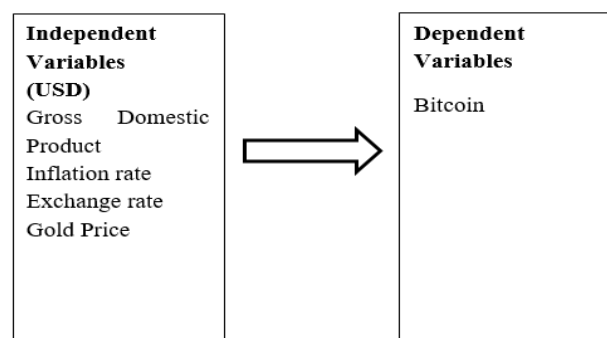 Independent
Variables
(USD)
Gross Domestic
Product
Inflation rate
Exchange rate
Gold Price
Dependent
Variables
Bitcoin